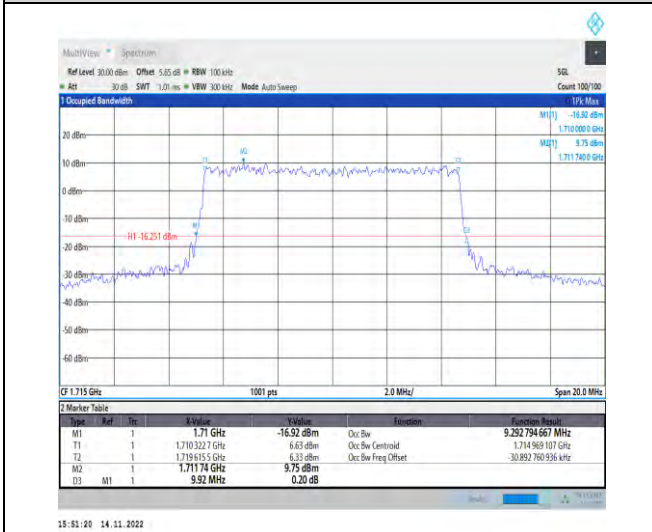 MultiView Spectrum
Ref Level 30.00 dBm Offset 5.65 dB RBW 100 kHz SGL
Att 30 dB SWT 1.01 ms VBW 300 kHz Mode Auto Sweep Count 100/100
1 Occupied Bandwidth 1Pk Max
M1[1] -16.92 dBm
1.710 000 0 GHz
M2[1] 9.75 dBm
1.711 740 0 GHz
20 dBm
M2
T1
10 dBm
0 dBm
-10 dBm
M1
H1 -16.251 dBm
D3
-20 dBm
-30 dBm
-40 dBm
-50 dBm
-60 dBm
CF 1.715 GHz 1001 pts 2.0 MHz/ Span 20.0 MHz
2 Marker Table
Type Ref Trc X-Value Y-Value Function Function Result
M1 1 1.71 GHz -16.92 dBm Occ Bw 9.292 794 667 MHz
T1 1 1.710 322 7 GHz 6.63 dBm Occ Bw Centroid 1.714 969 107 GHz
T2 1 1.719 615 5 GHz 6.33 dBm Occ Bw Freq Offset -30.892 760 936 kHz
M2 1 1.711 74 GHz 9.75 dBm
D3 M1 1 9.92 MHz 0.20 dB
15:51:20 14.11.2022